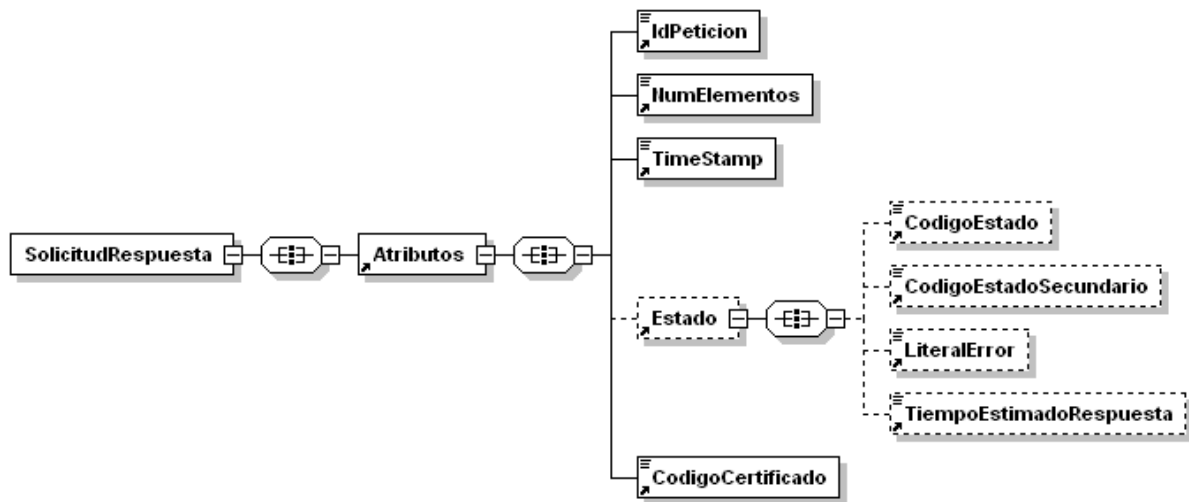 IdPeticion
NumElementos
TimeStamp
CodigoEstado
SolicitudRespuesta
Atributos
CodigoEstadoSecundario
Estado
LiteralError
TiempoEstimadoRespuesta
CodigoCertificado